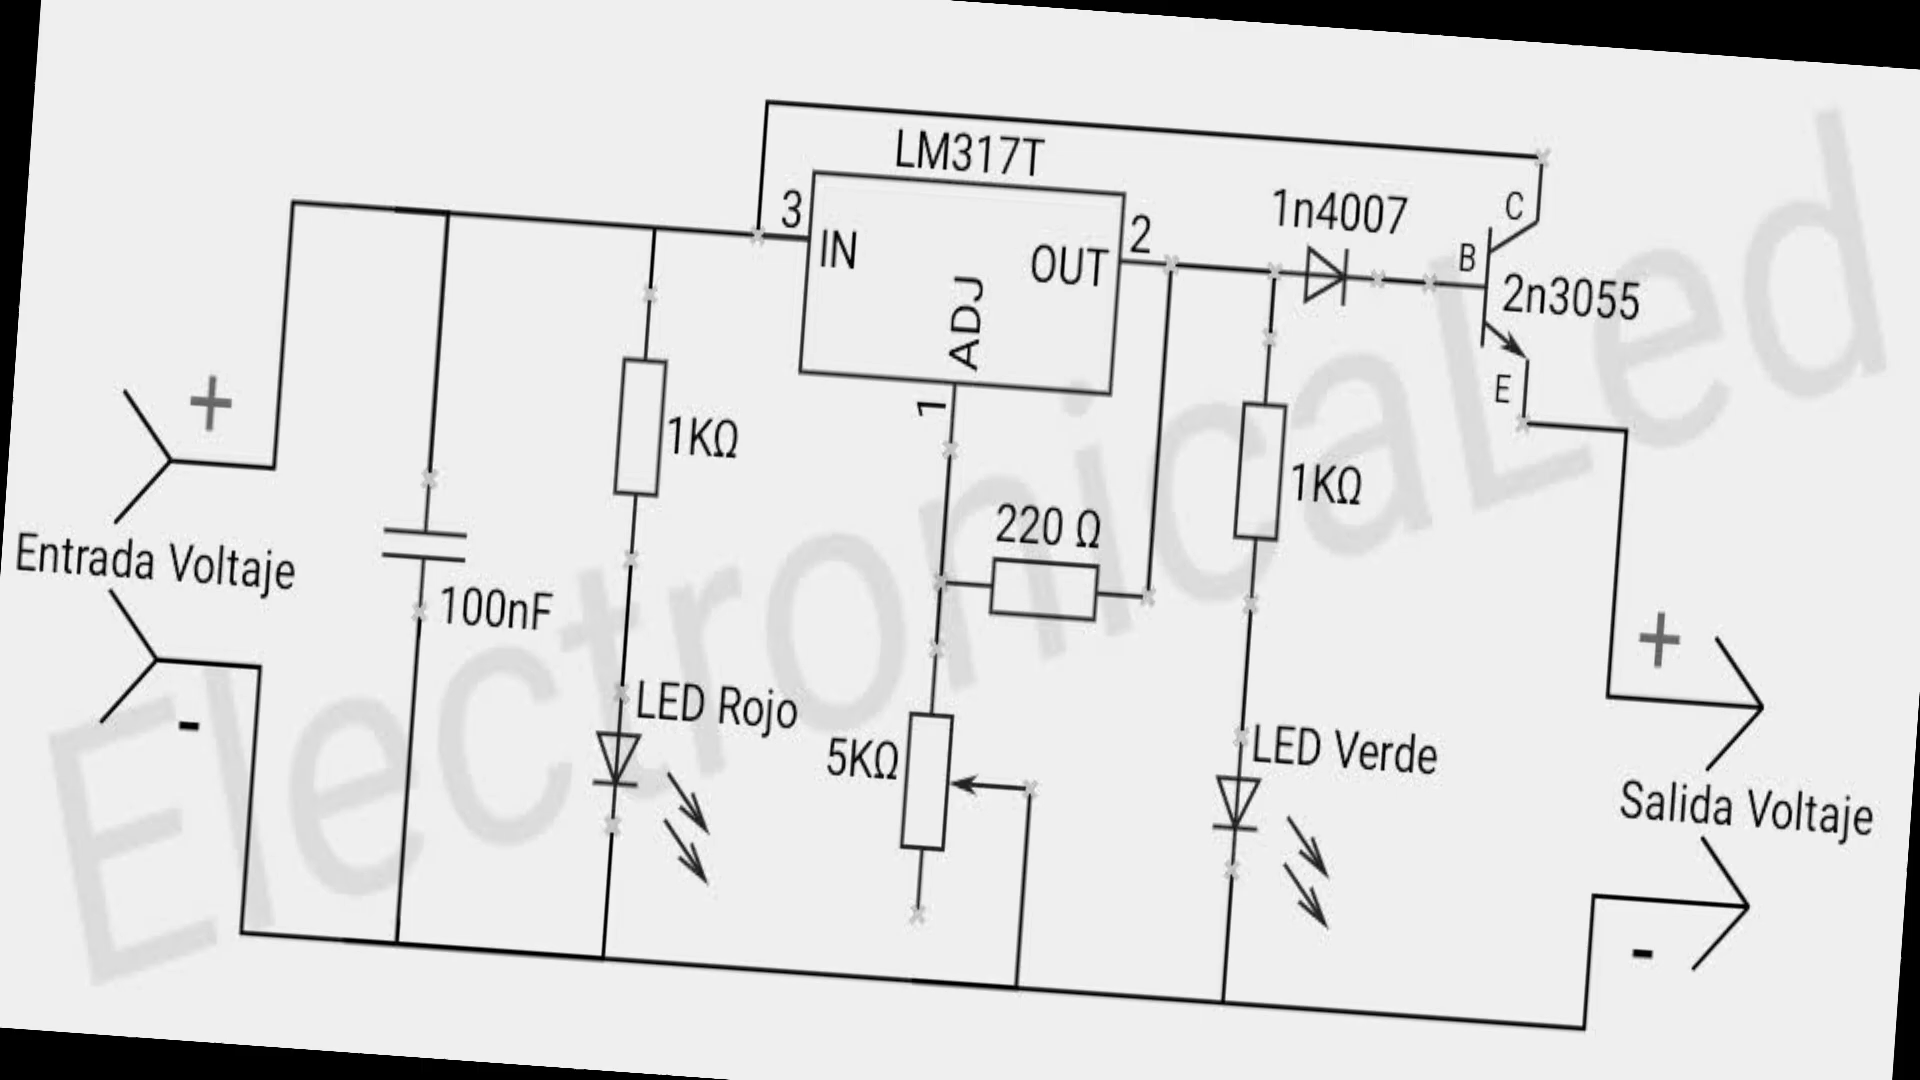 LM317T
3
IN
OUT
2
ADJ
1
1n4007
C
B
2n3055
E
+
1KΩ
1KΩ
220 Ω
Entrada Voltaje
100nF
-
LED Rojo
5KΩ
LED Verde
+
Salida Voltaje
-
ElectronicaLed